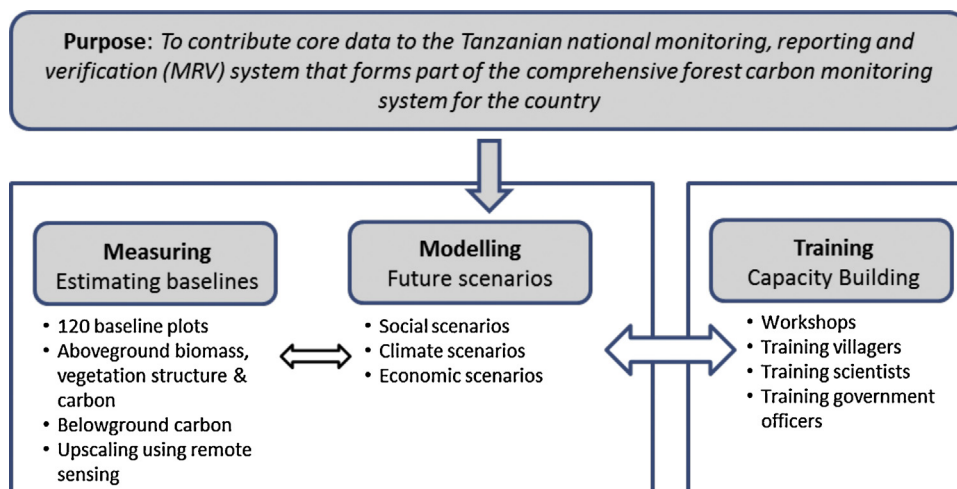 Purpose: To contribute core data to the Tanzanian national monitoring, reporting and
verification (MRV) system that forms part of the comprehensive forest carbon monitoring
system for the country
Measuring
Estimating baselines
• 120 baseline plots
• Aboveground biomass,
vegetation structure &
carbon
• Belowground carbon
• Upscaling using remote
sensing
Modelling
Future scenarios
• Social scenarios
• Climate scenarios
• Economic scenarios
Training
Capacity Building
• Workshops
• Training villagers
• Training scientists
• Training government
officers